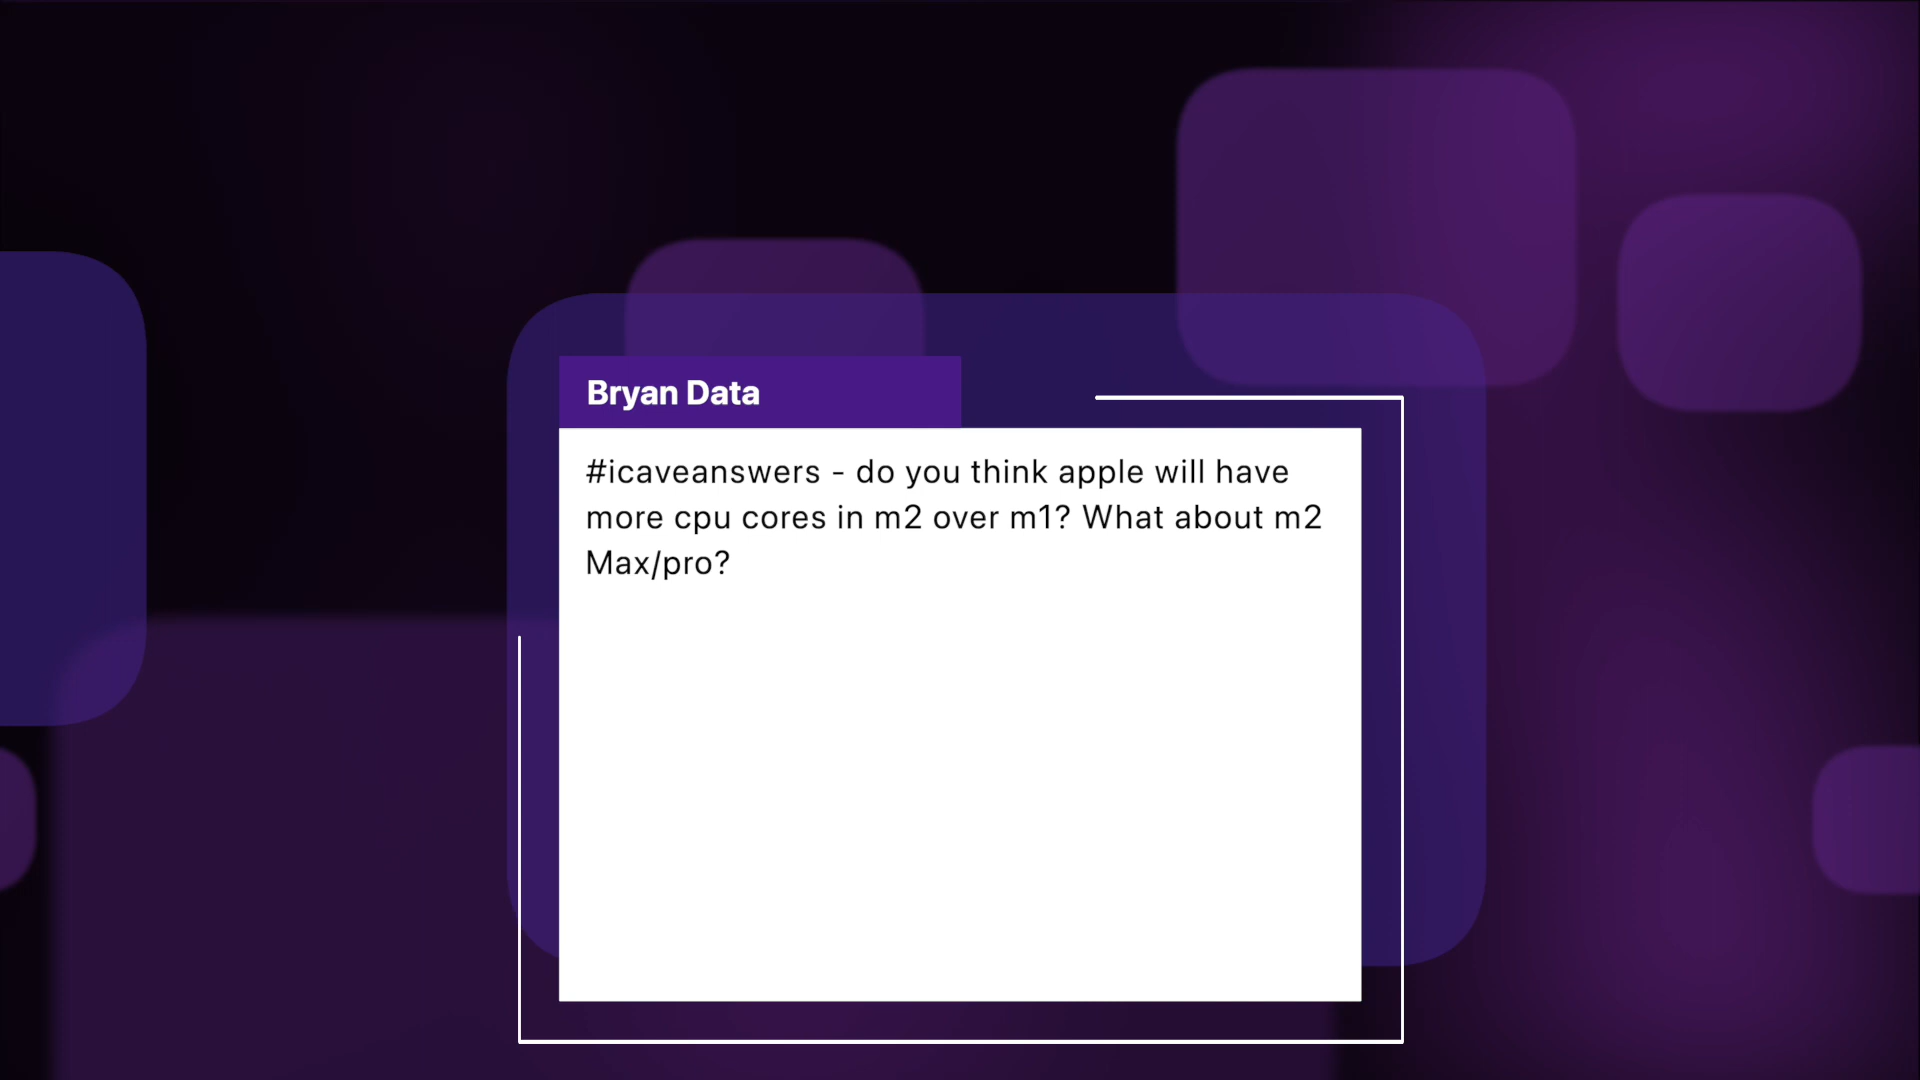 Bryan Data
#icaveanswers - do you think apple will have
more cpu cores in m2 over m1? What about m2
Max/pro?